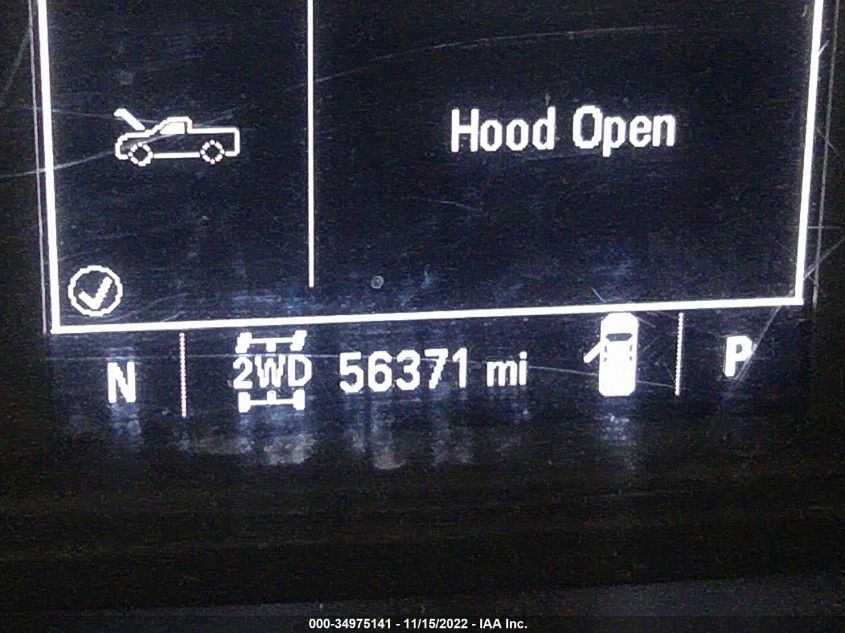 Hood Open
N 2WD 56371 mi P
000-34975141 - 11/15/2022 - IAA Inc.